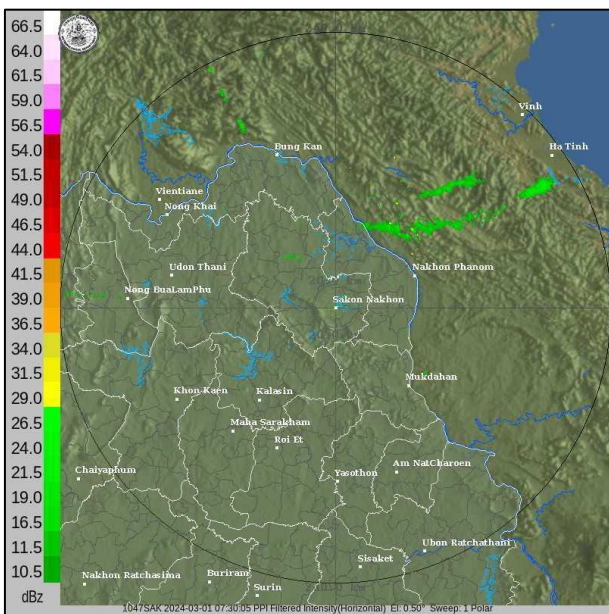 66.5
64.0
61.5
59.0
56.5
54.0
51.5
49.0
46.5
44.0
41.5
39.0
36.5
34.0
31.5
29.0
26.5
24.0
21.5
19.0
16.5
13.5
11.5
10.5
dBz
Vinh
Ha Tinh
Bung Kan
Vientiane
Nong Khai
Udon Thani
Nakhon Phanom
Nong BuaLamPhu
Sakon Nakhon
Mukdahan
Khon Kaen
Kalasin
Maha Sarakham
Roi Et
Chaiyaphum
Yasothon
Am NatCharoen
Ubon Ratchathani
Sisaket
Nakhon Ratchasima
Buriram
Surin
1047SAK 2024-03-01 07:30:05 PPI Filtered Intensity(Horizontal) El: 0.50° Sweep: 1 Polar